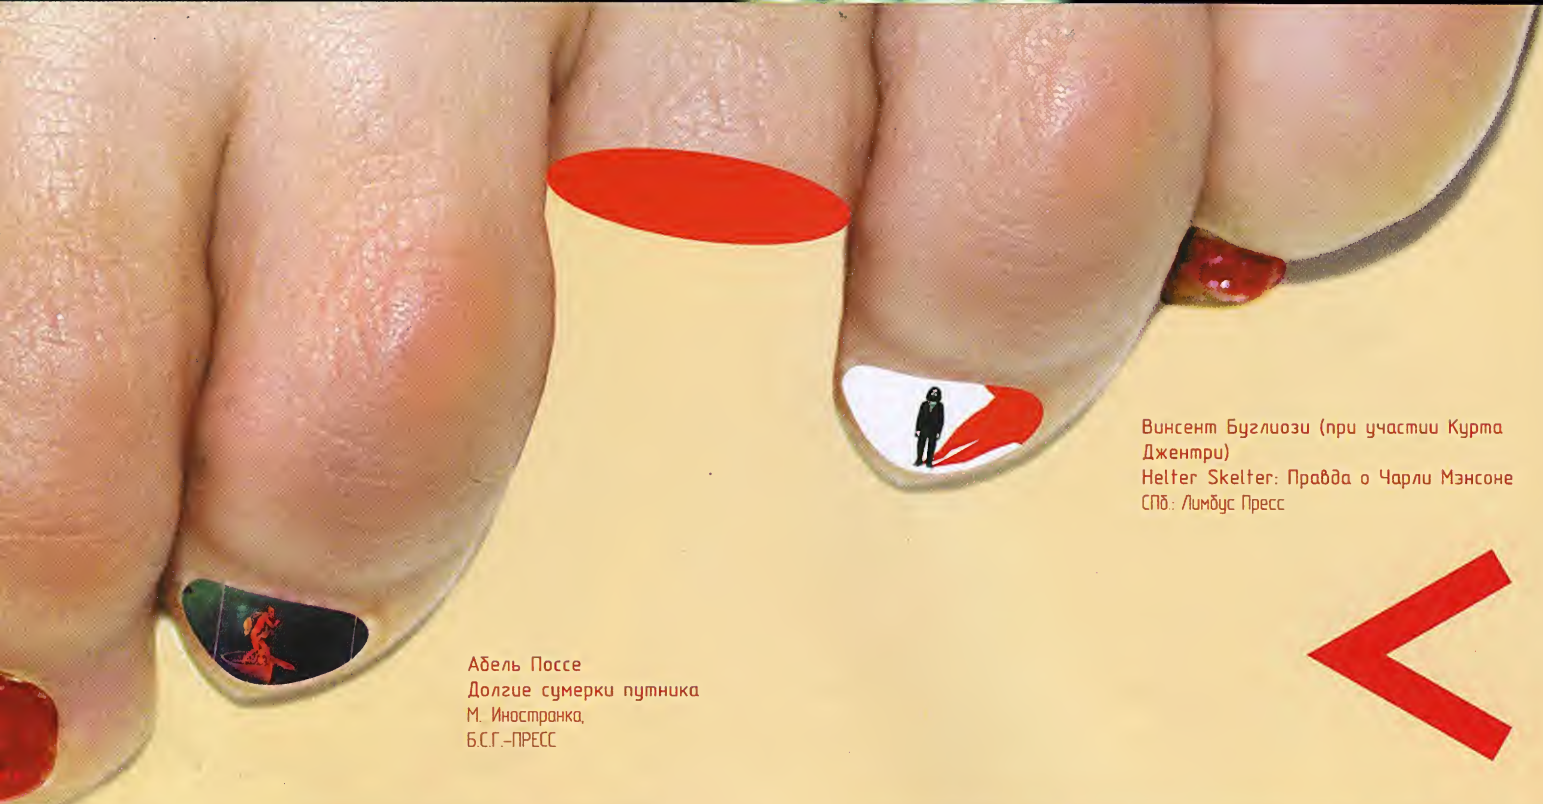 Винсент Буглиози (при участии Курта
Джентри)
Helter Skelter: Правда о Чарли Мэнсоне
СПб.: Лимбус Пресс
Абель Поссе
Долгие сумерки путника
М. Иностранка,
Б.С.Г.-ПРЕСС